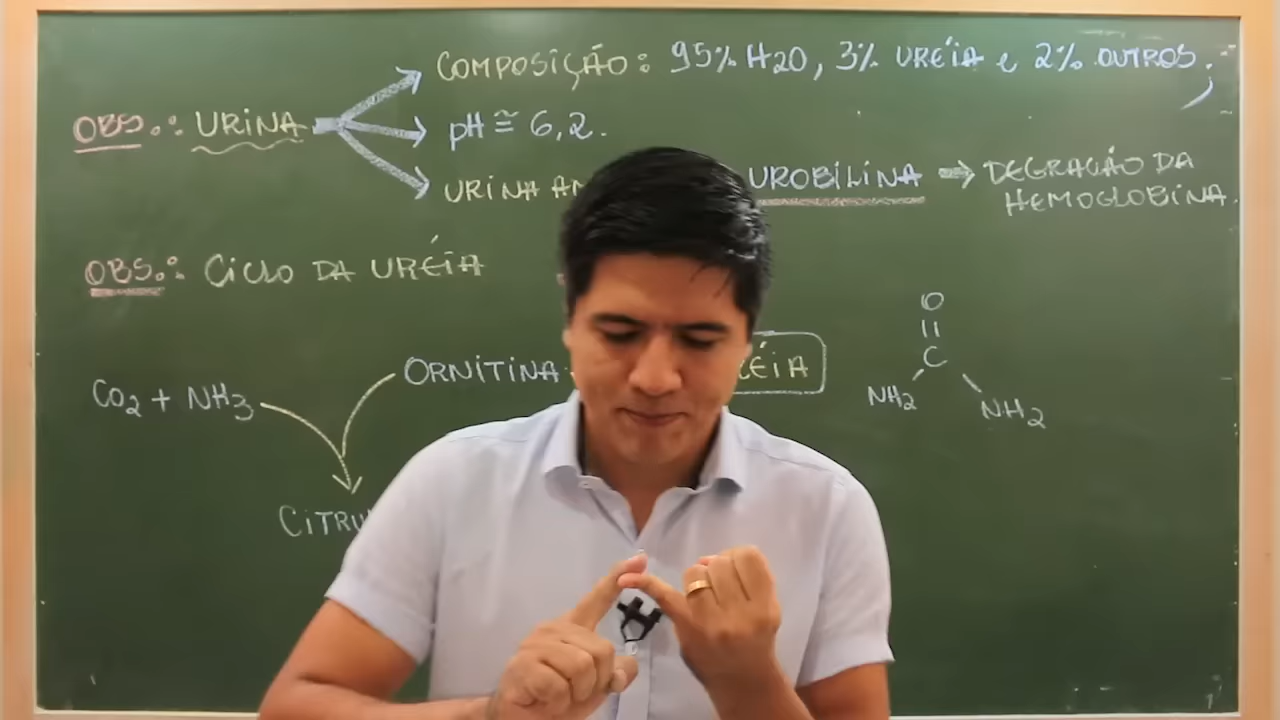 COMPOSIÇÃO: 95% H2O, 3% URÉIA e 2% OUTROS;
OBS.: URINA
pH ≅ 6,2.
URINA
UROBILINA ⇒ DEGRAÇÃO DA
HEMOGLOBINA.
OBS.: CICLO DA URÉIA
O
C
NH2 NH2
ORNITINA
CO2 + NH3